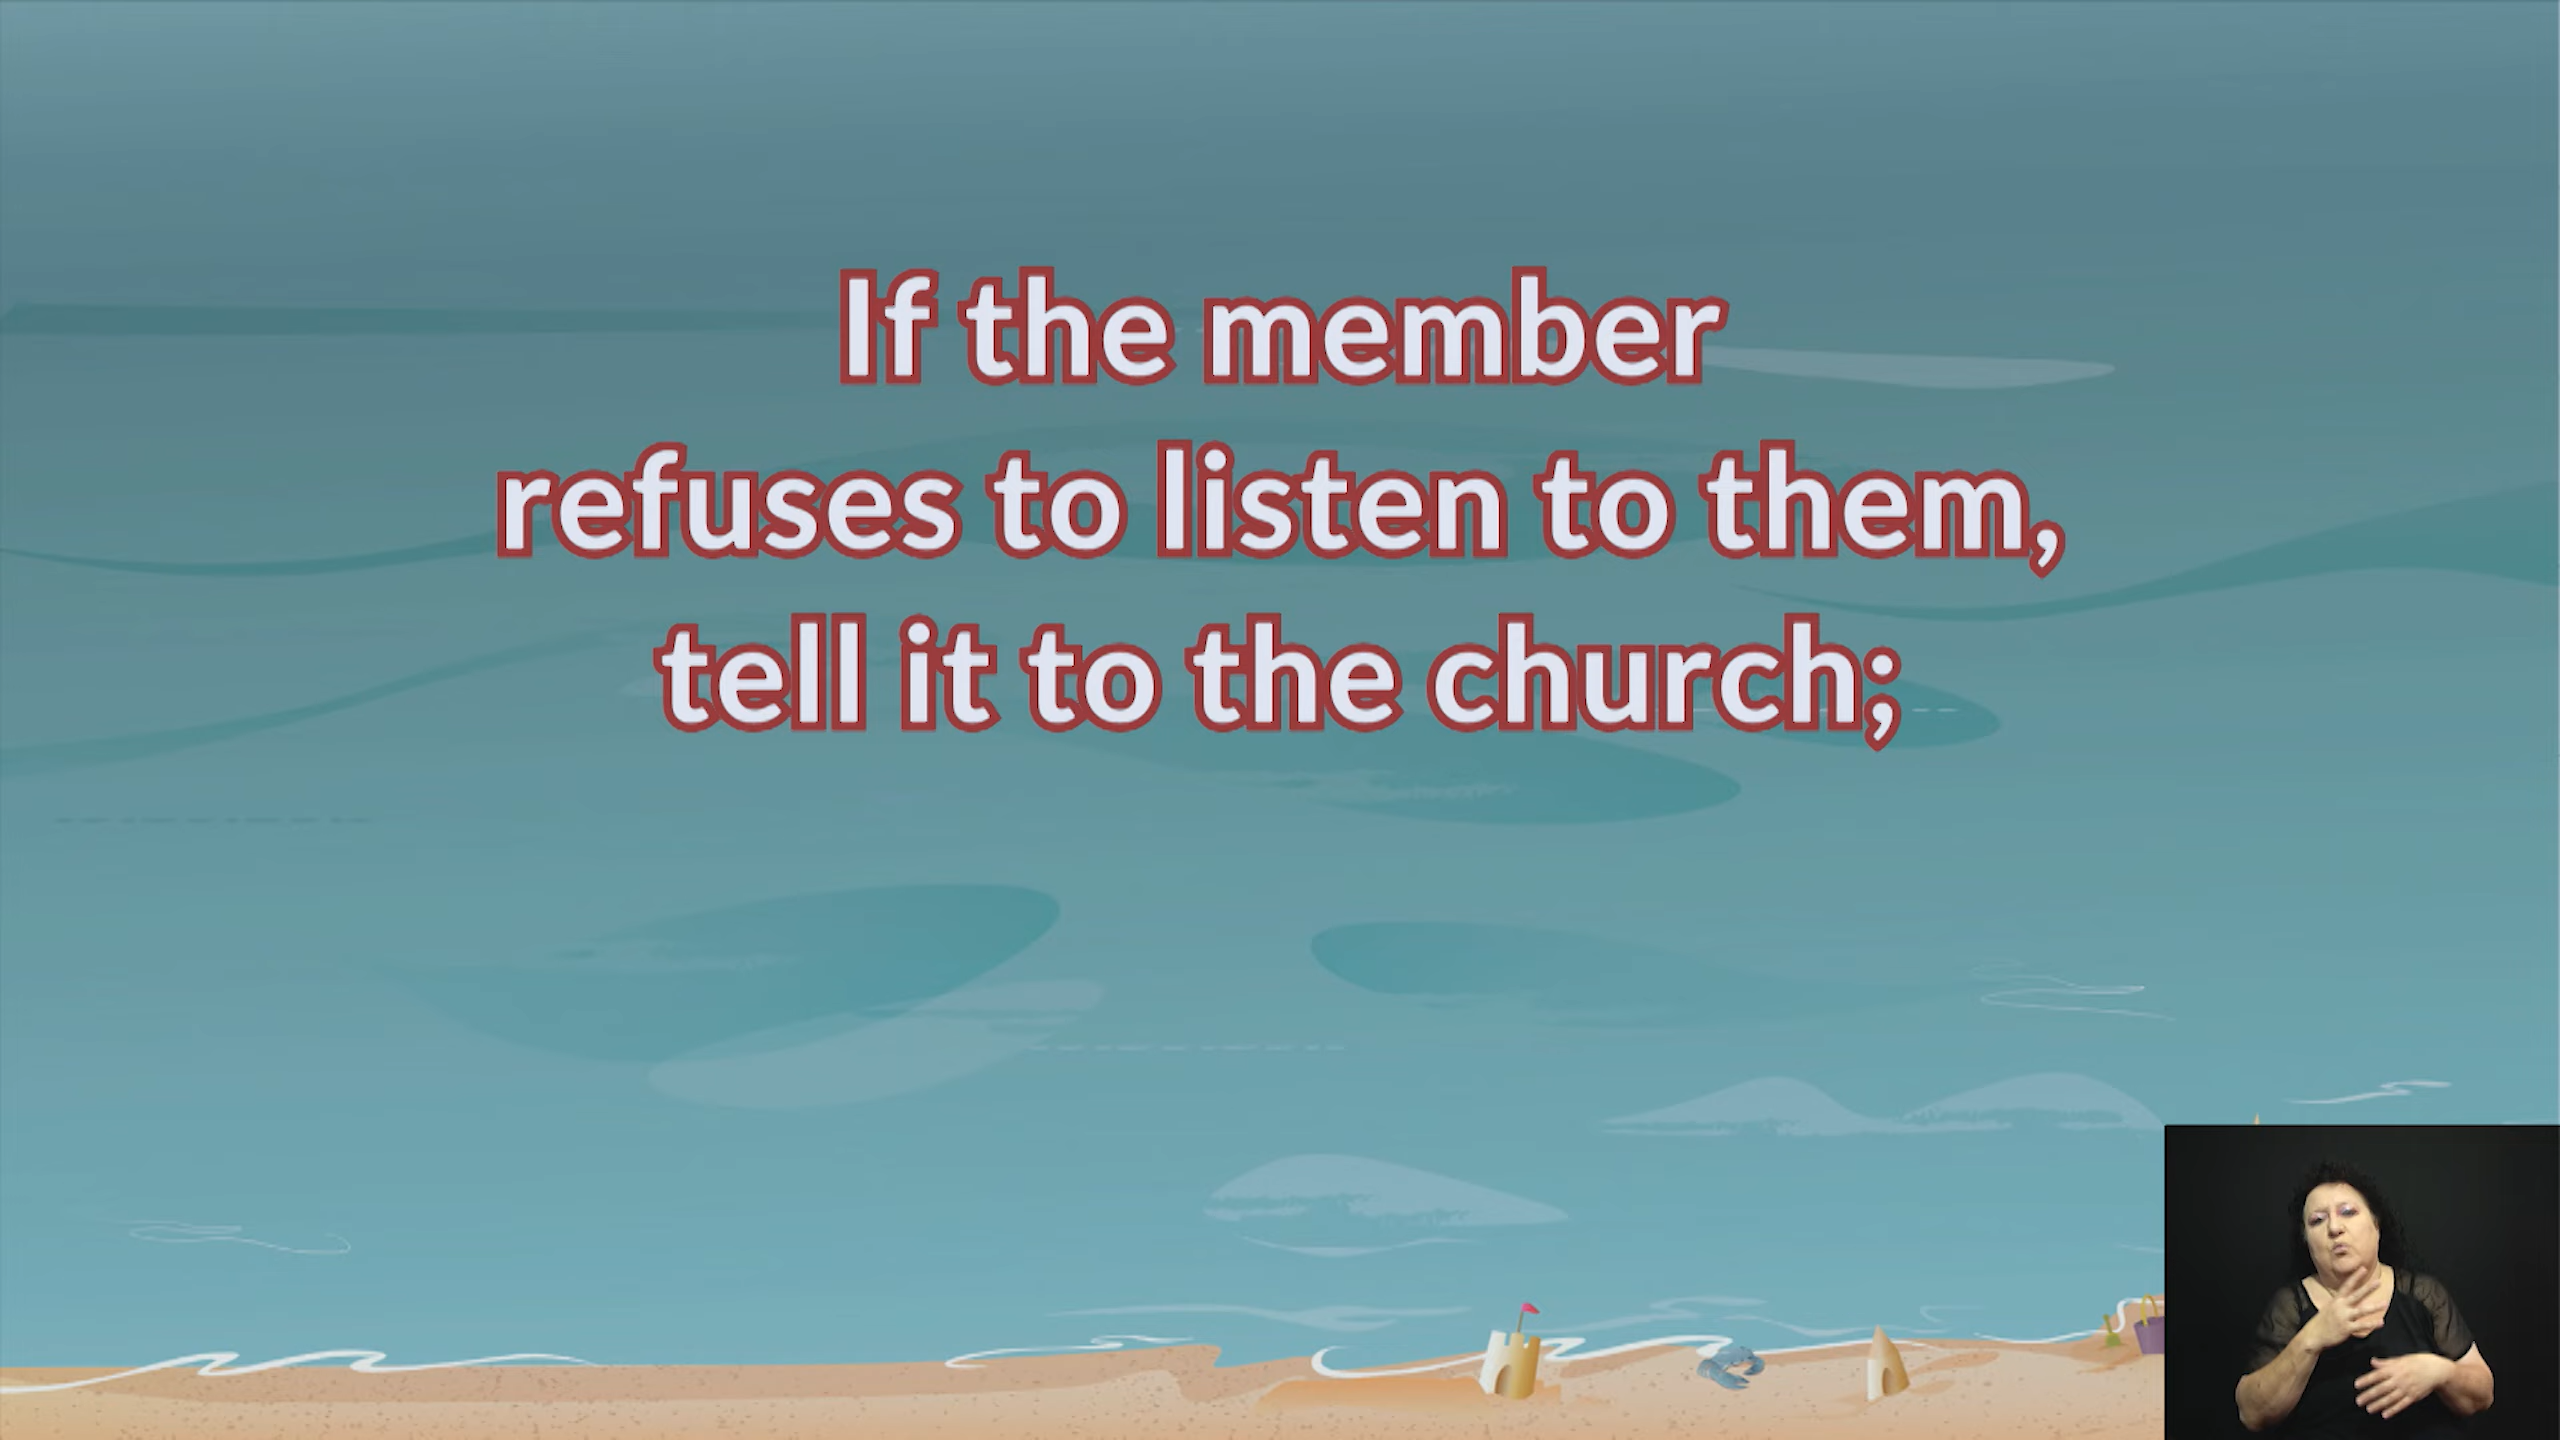 If the member
refuses to listen to them,
tell it to the church;